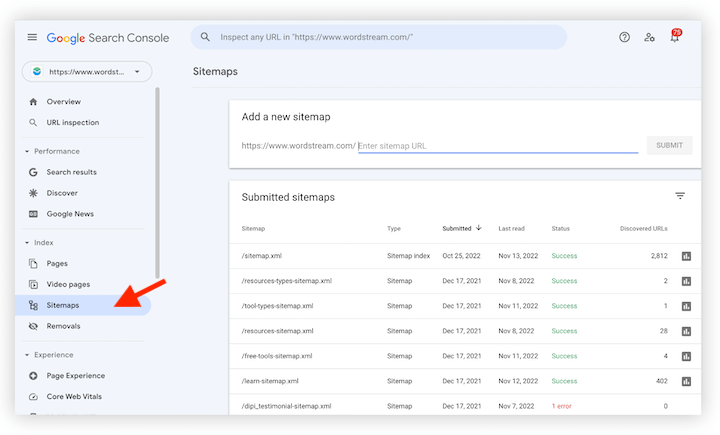 Google Search Console
Inspect any URL in "https://www.wordstream.com/"
75
https://www.wordst...
Sitemaps
Overview
URL inspection
Performance
Search results
Discover
Google News
Index
Pages
Video pages
Sitemaps
Removals
Experience
Page Experience
Core Web Vitals
Add a new sitemap
https://www.wordstream.com/ Enter sitemap URL SUBMIT
Submitted sitemaps
Sitemap Type Submitted Last read Status Discovered URLs
/sitemap.xml Sitemap index Oct 25, 2022 Nov 13, 2022 Success 2,812
/resources-types-sitemap.xml Sitemap Dec 17, 2021 Nov 8, 2022 Success 2
/tool-types-sitemap.xml Sitemap Dec 17, 2021 Nov 11, 2022 Success 1
/resources-sitemap.xml Sitemap Dec 17, 2021 Nov 8, 2022 Success 28
/free-tools-sitemap.xml Sitemap Dec 17, 2021 Nov 11, 2022 Success 4
/learn-sitemap.xml Sitemap Dec 17, 2021 Nov 12, 2022 Success 402
/dipi_testimonial-sitemap.xml Sitemap Dec 17, 2021 Nov 7, 2022 1 error 0